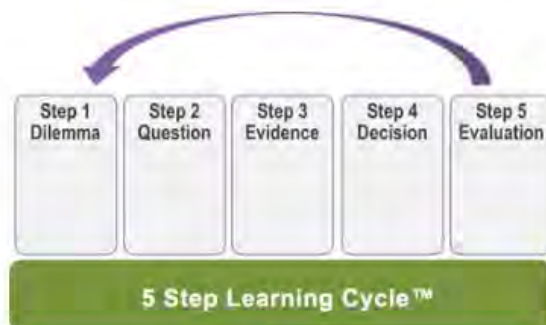 Step 1
Dilemma
Step 2
Question
Step 3
Evidence
Step 4
Decision
Step 5
Evaluation
5 Step Learning Cycle™